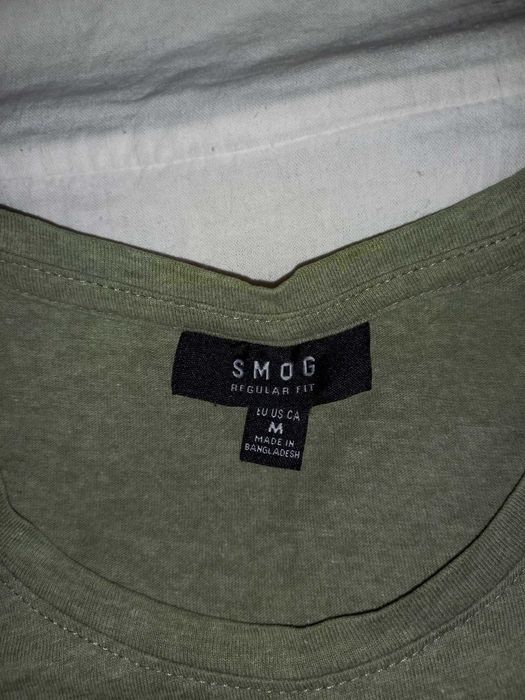 SMOG
REGULAR FIT
EU US CA
M
MADE IN
BANGLADESH